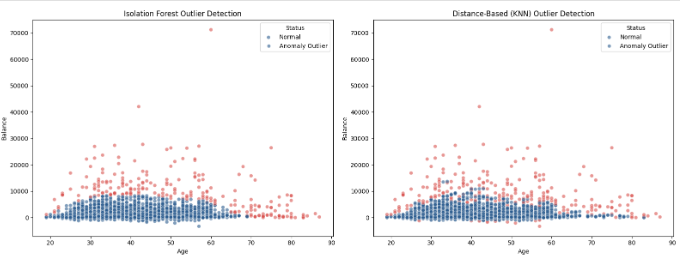 Isolation Forest Outlier Detection
Status
Normal
Anomaly Outlier
70000
60000
50000
40000
30000
20000
10000
0
Balance
20 30 40 50 60 70 80 90
Age
Distance-Based (KNN) Outlier Detection
Status
Normal
Anomaly Outlier
70000
60000
50000
40000
30000
20000
10000
0
Balance
20 30 40 50 60 70 80 90
Age